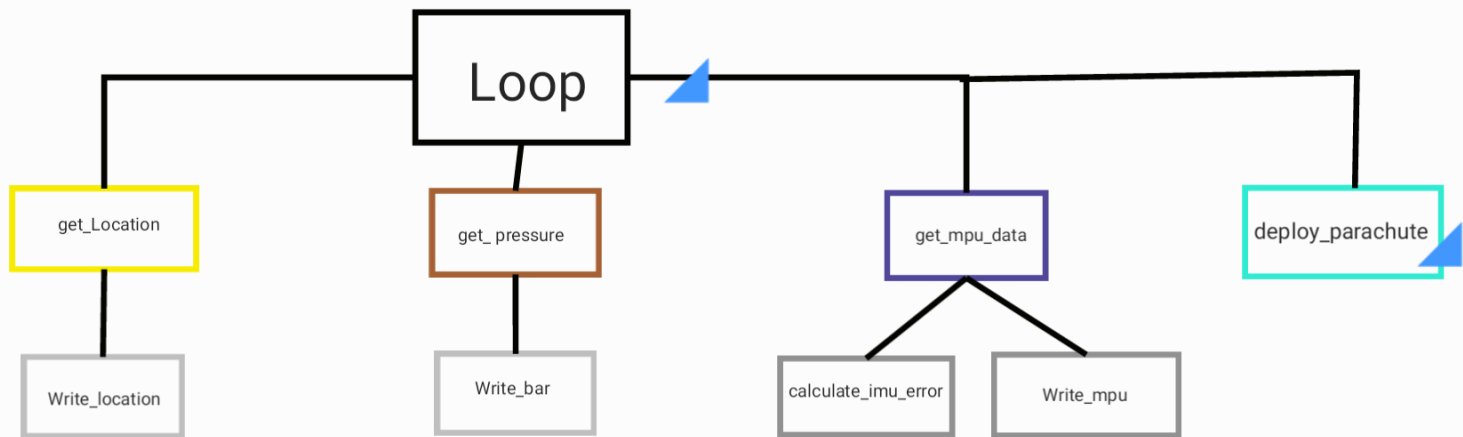 Loop
get_Location
get_ pressure
get_mpu_data
deploy_parachute
Write_location
Write_bar
calculate_imu_error
Write_mpu